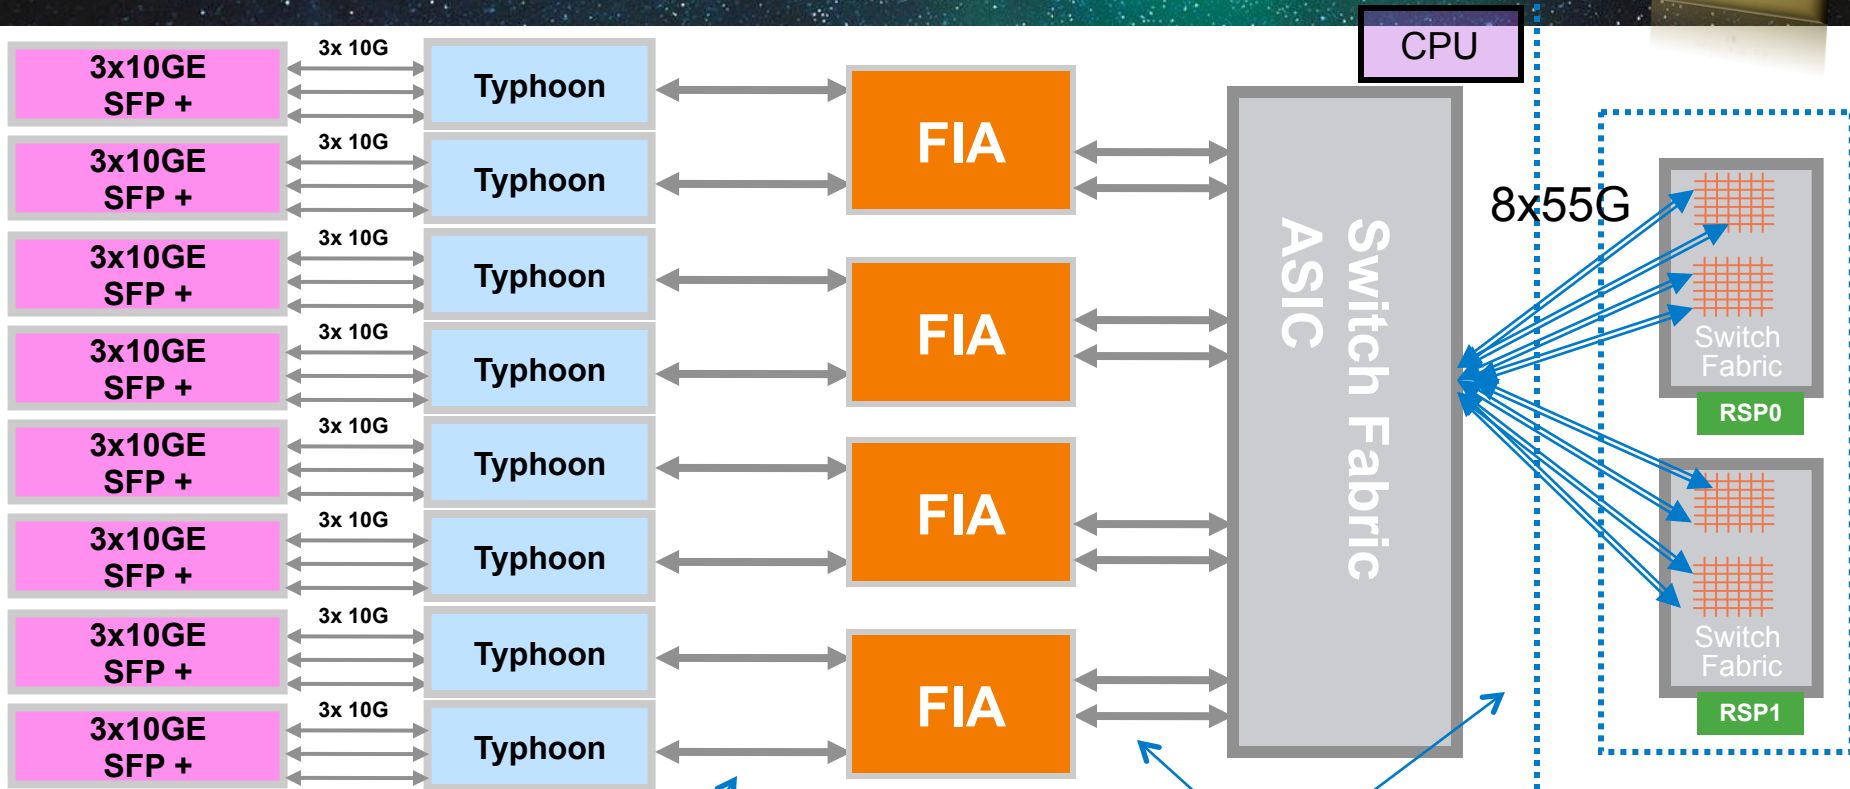 CPU
3x10GE
SFP +
3x 10G
Typhoon
3x10GE
SFP +
3x 10G
Typhoon
FIA
3x10GE
SFP +
3x 10G
Typhoon
3x10GE
SFP +
3x 10G
Typhoon
FIA
3x10GE
SFP +
3x 10G
Typhoon
3x10GE
SFP +
3x 10G
Typhoon
FIA
3x10GE
SFP +
3x 10G
Typhoon
3x10GE
SFP +
3x 10G
Typhoon
FIA
Switch Fabric
ASIC
8x55G
Switch
Fabric
RSP0
Switch
Fabric
RSP1